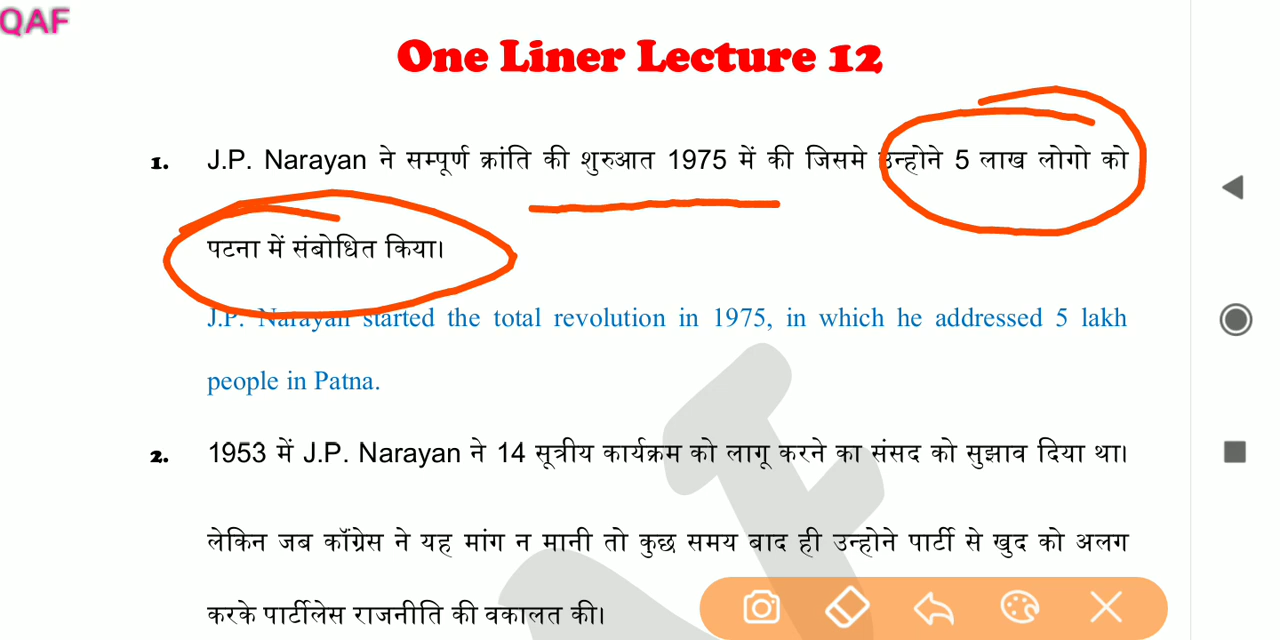 QAF
One Liner Lecture 12
1. J.P. Narayan ने सम्पूर्ण क्रांति की शुरुआत 1975 में की जिसमे उन्होने 5 लाख लोगो को
पटना में संबोधित किया।
J.P. Narayan started the total revolution in 1975, in which he addressed 5 lakh
people in Patna.
2. 1953 में J.P. Narayan ने 14 सूत्रीय कार्यक्रम को लागू करने का संसद को सुझाव दिया था।
लेकिन जब कॉंग्रेस ने यह मांग न मानी तो कुछ समय बाद ही उन्होने पार्टी से खुद को अलग
करके पार्टीलेस राजनीति की वकालत की।